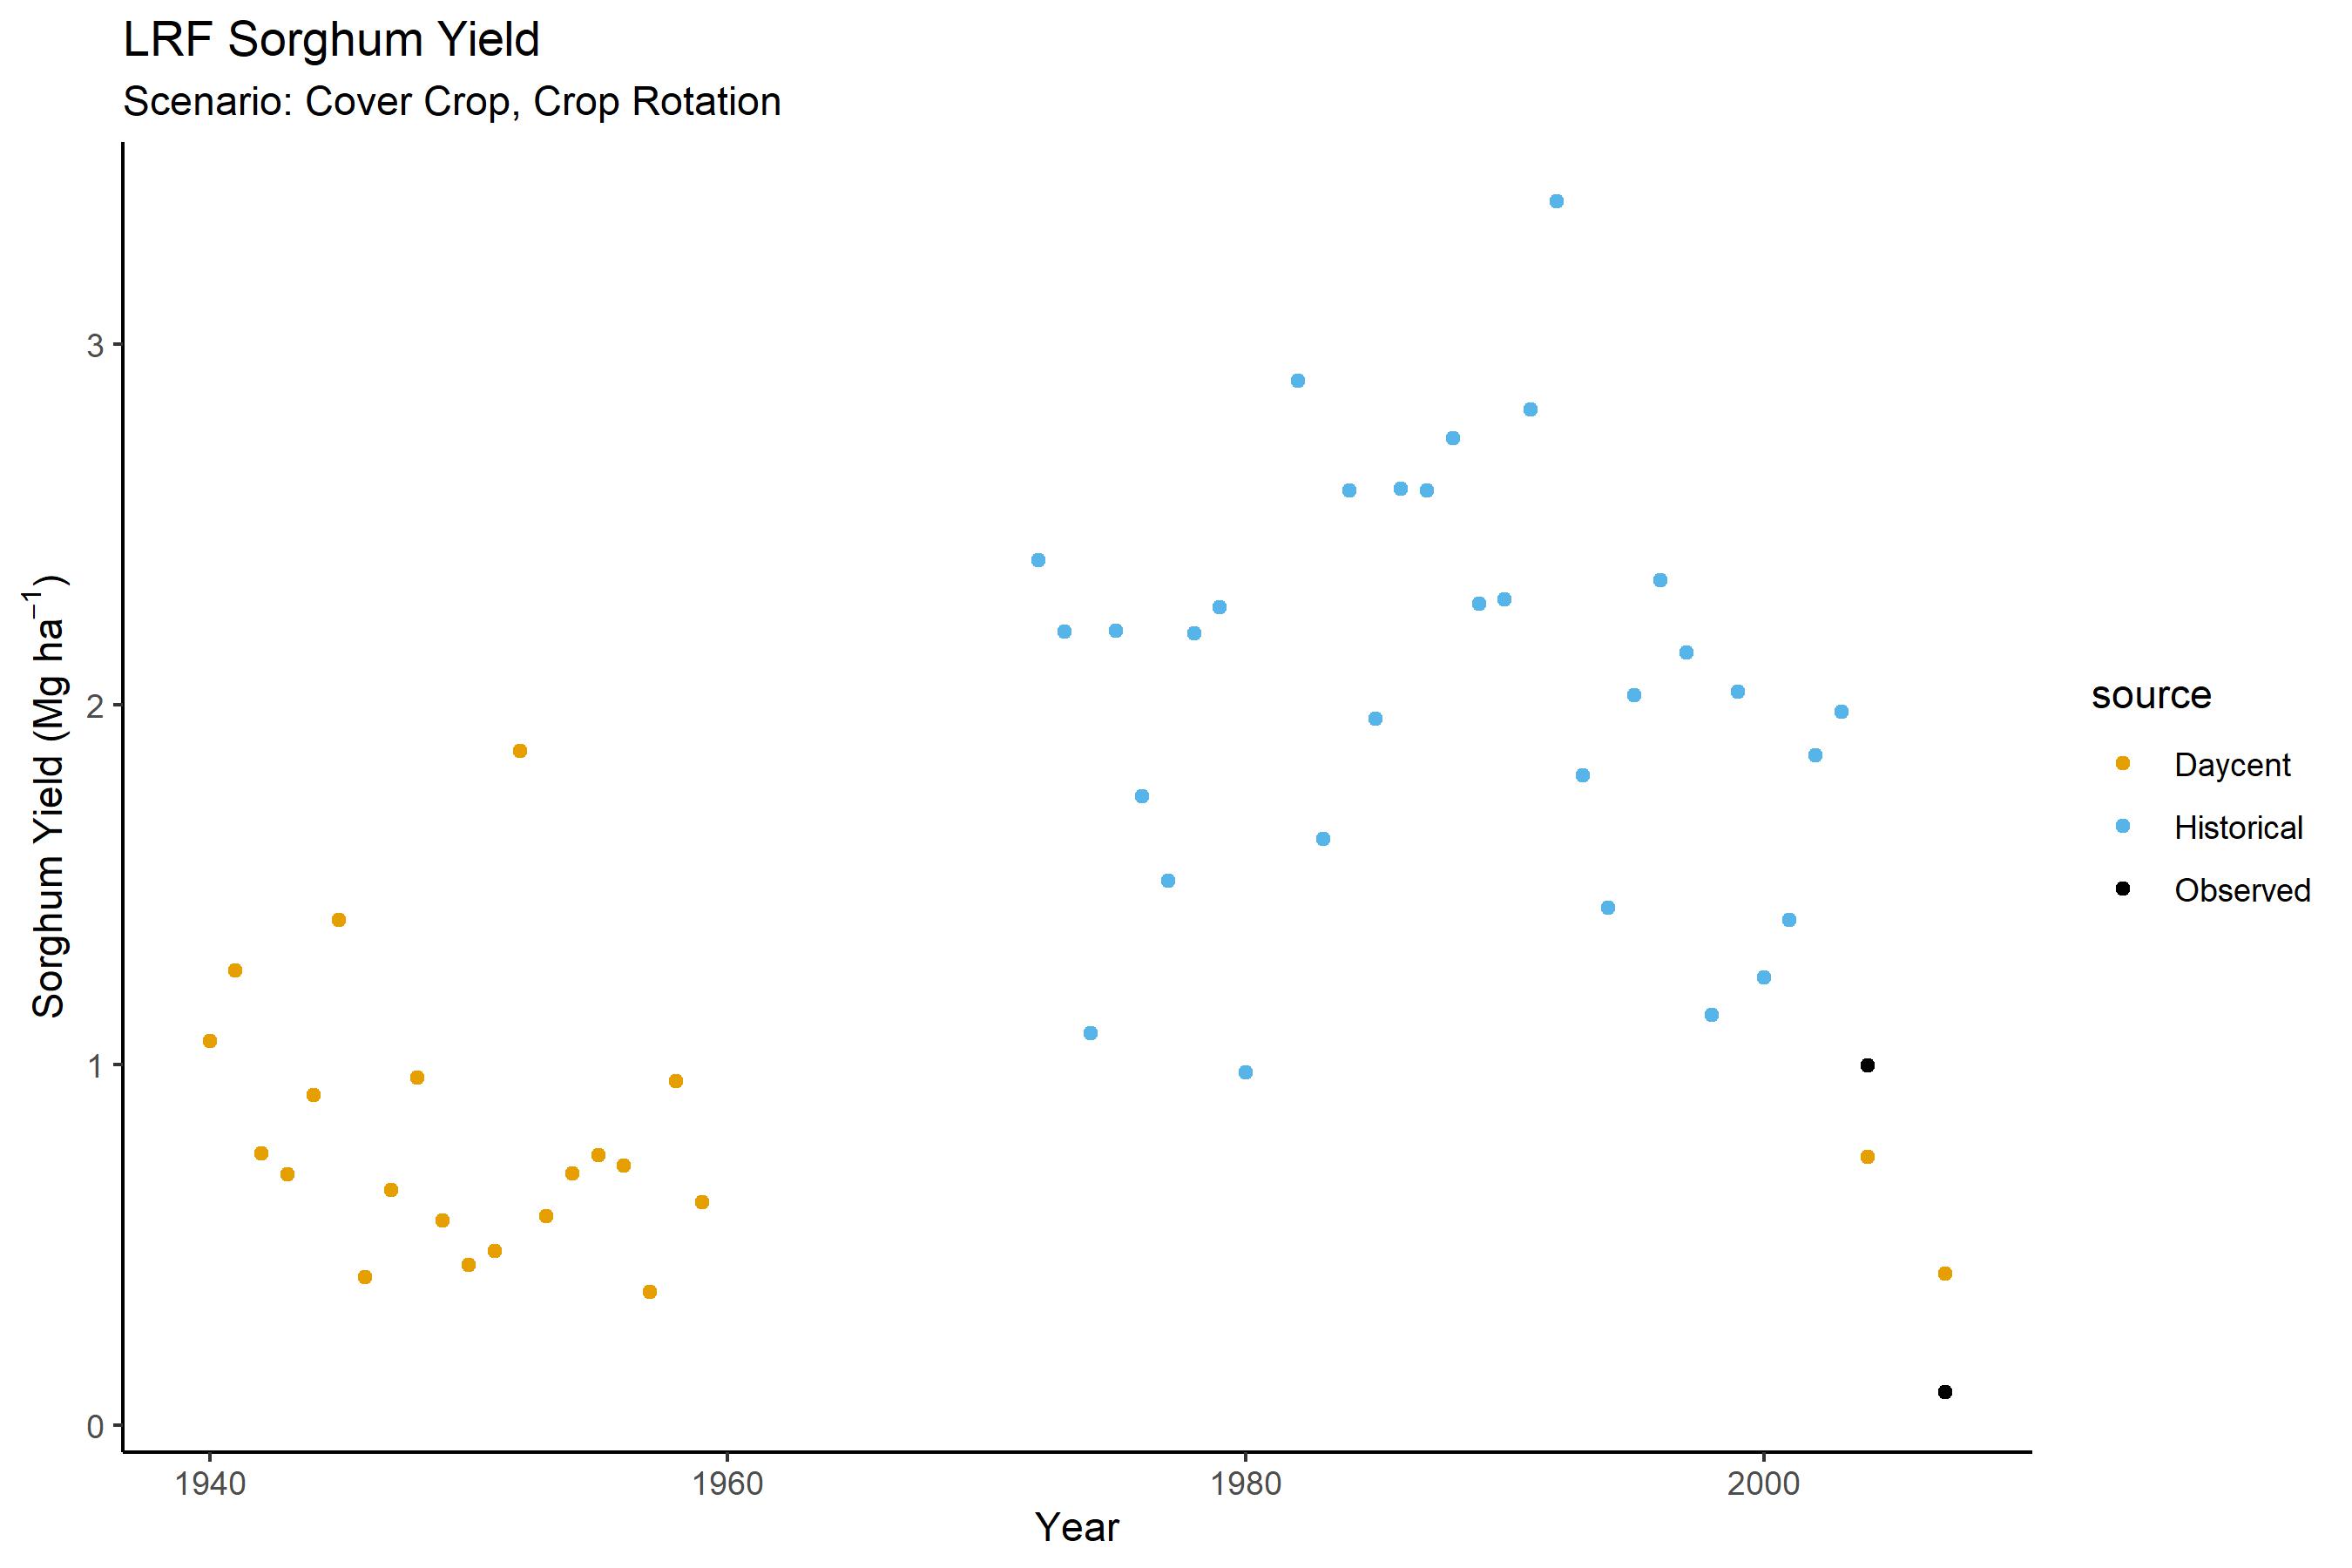 LRF Sorghum Yield
Scenario: Cover Crop, Crop Rotation
Sorghum Yield (Mg ha⁻¹)
3
2
1
0
1940
1960
1980
2000
Year
source
Daycent
Historical
Observed